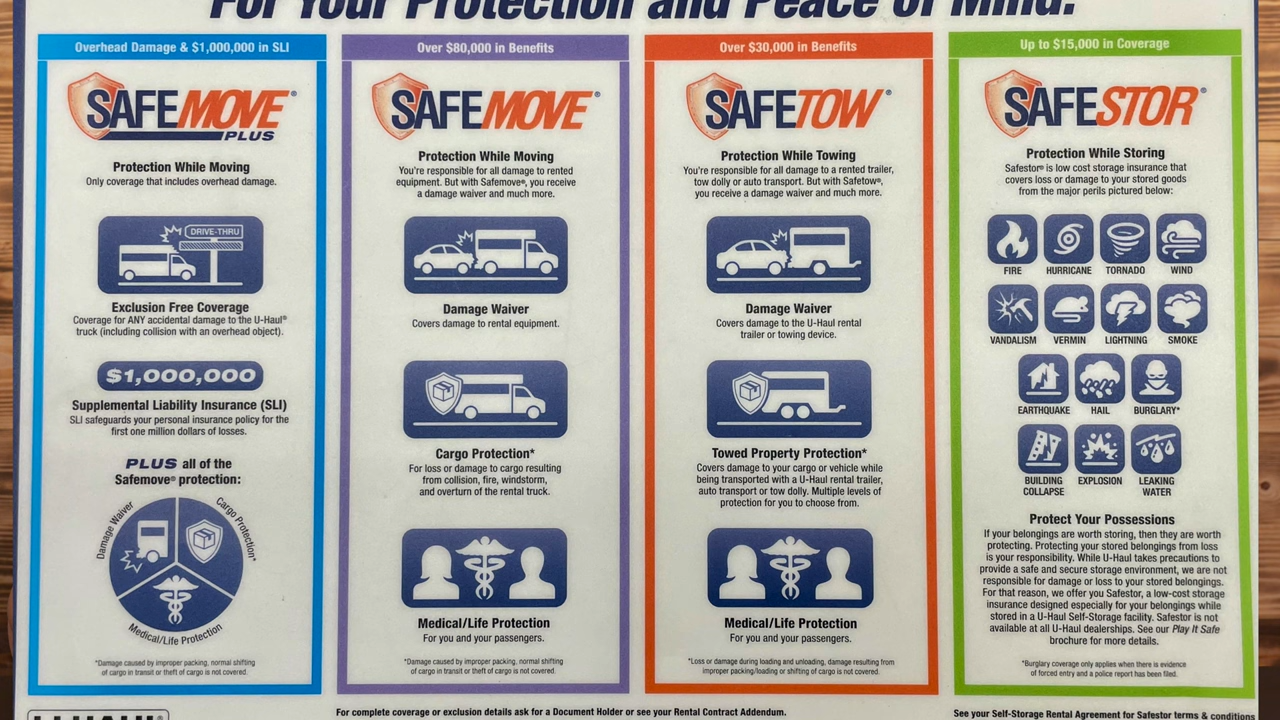 For Your Protection and Peace of Mind.
Overhead Damage & $1,000,000 in SLI
SAFEMOVE®
PLUS
Protection While Moving
Only coverage that includes overhead damage.
DRIVE-THRU
Exclusion Free Coverage
Coverage for ANY accidental damage to the U-Haul®
truck (including collision with an overhead object).
$1,000,000
Supplemental Liability Insurance (SLI)
SLI safeguards your personal insurance policy for the
first one million dollars of losses.
PLUS all of the
Safemove® protection:
Damage Waiver
Cargo Protection*
Medical/Life Protection
*Damage caused by improper packing, normal shifting
of cargo in transit or theft of cargo is not covered.
Over $80,000 in Benefits
SAFEMOVE®
Protection While Moving
You're responsible for all damage to rented
equipment. But with Safemove®, you receive
a damage waiver and much more.
Damage Waiver
Covers damage to rental equipment.
Cargo Protection*
For loss or damage to cargo resulting
from collision, fire, windstorm,
and overturn of the rental truck.
Medical/Life Protection
For you and your passengers.
*Damage caused by improper packing, normal shifting
of cargo in transit or theft of cargo is not covered.
Over $30,000 in Benefits
SAFETOW®
Protection While Towing
You're responsible for all damage to a rented trailer,
tow dolly or auto transport. But with Safetow®,
you receive a damage waiver and much more.
Damage Waiver
Covers damage to the U-Haul rental
trailer or towing device.
Towed Property Protection*
Covers damage to your cargo or vehicle while
being transported with a U-Haul rental trailer,
auto transport or tow dolly. Multiple levels of
protection for you to choose from.
Medical/Life Protection
For you and your passengers.
*Loss or damage during loading and unloading, damage resulting from
improper packing/loading or shifting of cargo is not covered.
Up to $15,000 in Coverage
SAFESTOR®
Protection While Storing
Safestor® is low cost storage insurance that
covers loss or damage to your stored goods
from the major perils pictured below:
FIRE HURRICANE TORNADO WIND
VANDALISM VERMIN LIGHTNING SMOKE
EARTHQUAKE HAIL BURGLARY*
BUILDING COLLAPSE EXPLOSION LEAKING WATER
Protect Your Possessions
If your belongings are worth storing, then they are worth
protecting. Protecting your stored belongings from loss
is your responsibility. While U-Haul takes precautions to
provide a safe and secure storage environment, we are not
responsible for damage or loss to your stored belongings.
For that reason, we offer you Safestor, a low-cost storage
insurance designed especially for your belongings while
stored in a U-Haul Self-Storage facility. Safestor is not
available at all U-Haul dealerships. See our Play It Safe
brochure for more details.
*Burglary coverage only applies when there is evidence
of forced entry and a police report has been filed.
U-HAUL®
For complete coverage or exclusion details ask for a Document Holder or see your Rental Contract Addendum.
See your Self-Storage Rental Agreement for Safestor terms & conditions